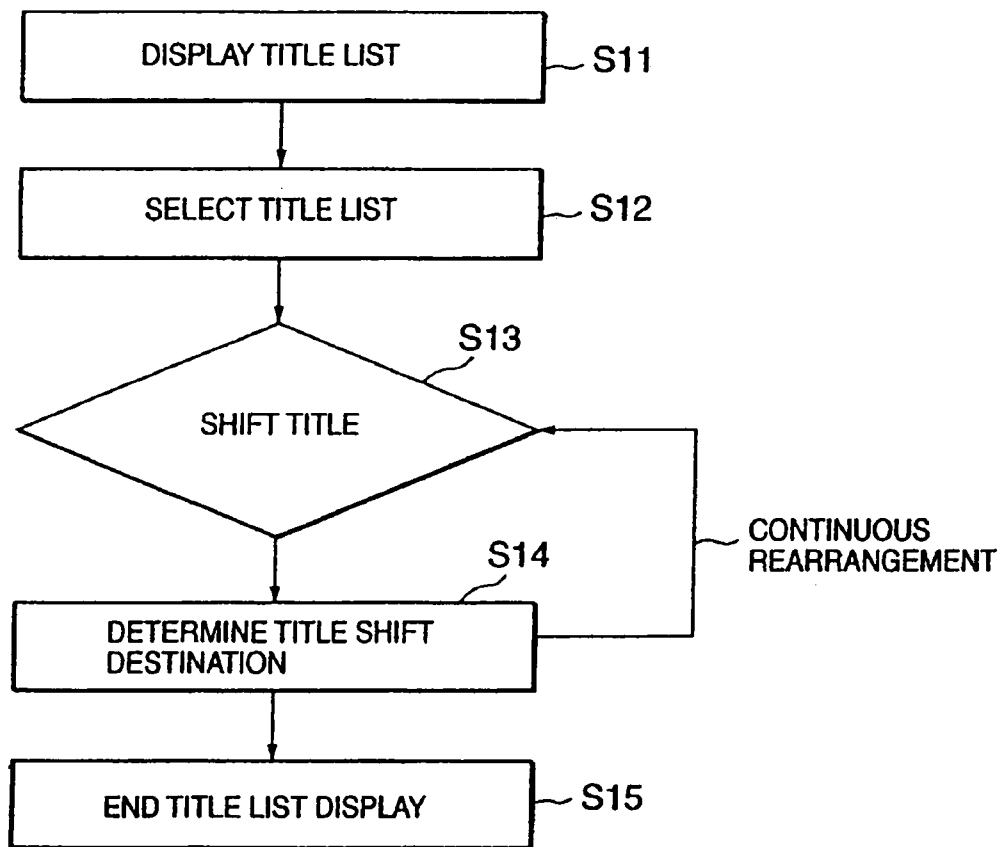 DISPLAY TITLE LIST
S11
SELECT TITLE LIST
S12
S13
SHIFT TITLE
CONTINUOUS
REARRANGEMENT
S14
DETERMINE TITLE SHIFT
DESTINATION
END TITLE LIST DISPLAY
S15